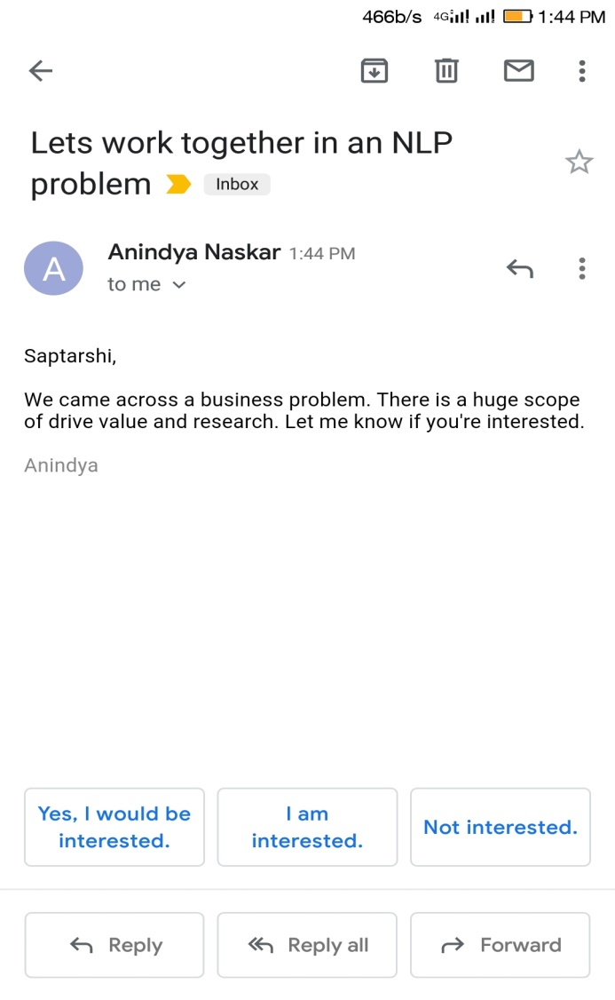 466b/s 4G 1:44 PM
Lets work together in an NLP
problem Inbox
A
Anindya Naskar 1:44 PM
to me
Saptarshi,
We came across a business problem. There is a huge scope
of drive value and research. Let me know if you're interested.
Anindya
Yes, I would be
interested.
I am
interested.
Not interested.
Reply
Reply all
Forward